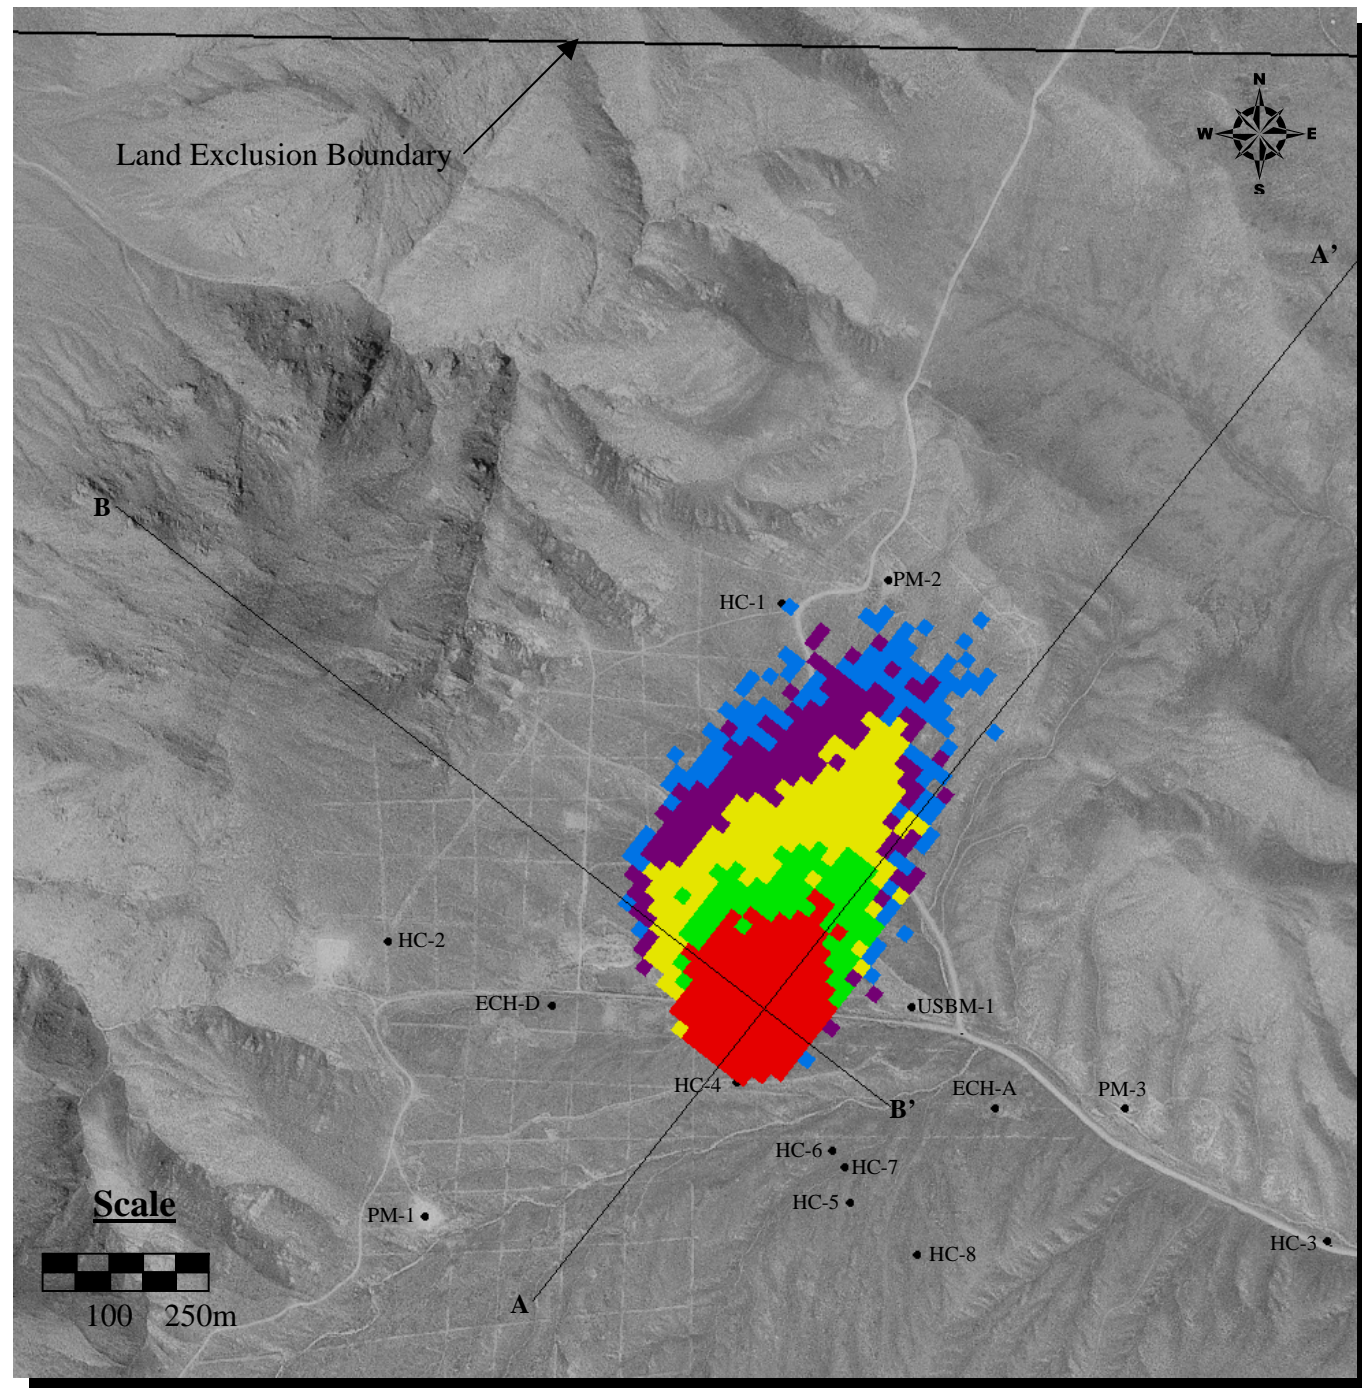 N
W E
S
Land Exclusion Boundary
A’
B
PM-2
HC-1
HC-2
ECH-D
USBM-1
HC-4
ECH-A
PM-3
B’
HC-6
HC-7
HC-5
Scale
PM-1
HC-3
HC-8
A
100 250m